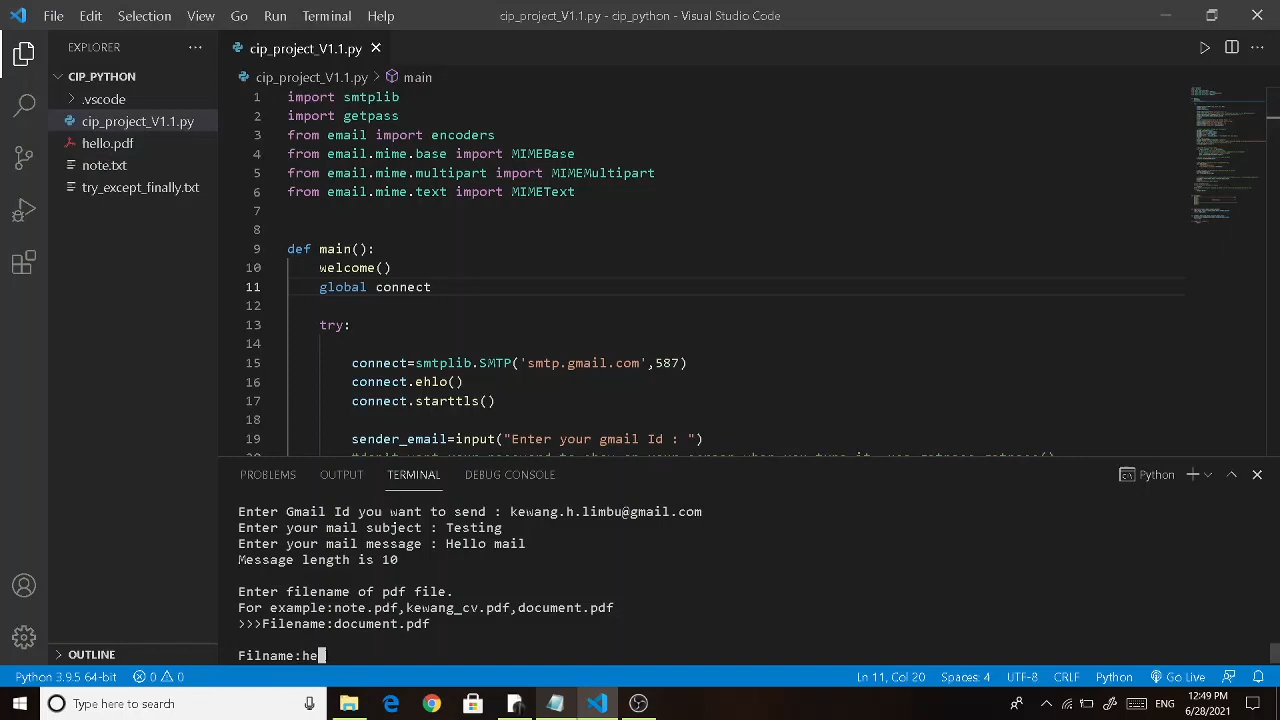 File Edit Selection View Go Run Terminal Help
cip_project_V1.1.py - cip_python - Visual Studio Code
EXPLORER
CIP_PYTHON
.vscode
cip_project_V1.1.py
hello.pdf
note.txt
try_except_finally.txt
OUTLINE
cip_project_V1.1.py
cip_project_V1.1.py > main
1 import smtplib
2 import getpass
3 from email import encoders
4 from email.mime.base import MIMEBase
5 from email.mime.multipart import MIMEMultipart
6 from email.mime.text import MIMEText
7
8
9 def main():
10 welcome()
11 global connect
12
13 try:
14
15 connect=smtplib.SMTP('smtp.gmail.com',587)
16 connect.ehlo()
17 connect.starttls()
18
19 sender_email=input("Enter your gmail Id : ")
PROBLEMS OUTPUT TERMINAL DEBUG CONSOLE
Python
Enter Gmail Id you want to send : kewang.h.limbu@gmail.com
Enter your mail subject : Testing
Enter your mail message : Hello mail
Message length is 10
Enter filename of pdf file.
For example:note.pdf,kewang_cv.pdf,document.pdf
>>>Filename:document.pdf
Filname:he
Python 3.9.5 64-bit 0 0 Ln 11, Col 20 Spaces: 4 UTF-8 CRLF Python Go Live
Type here to search
ENG
12:49 PM
6/28/2021